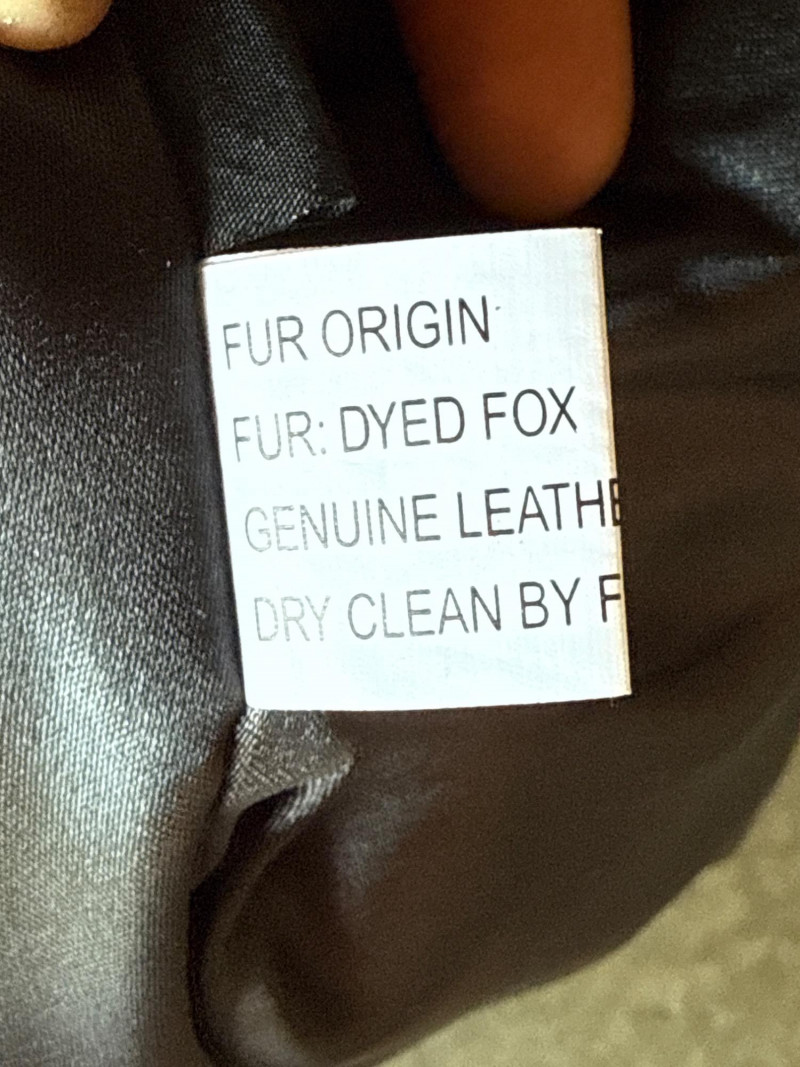 FUR ORIGIN
FUR: DYED FOX
GENUINE LEATHE
DRY CLEAN BY F